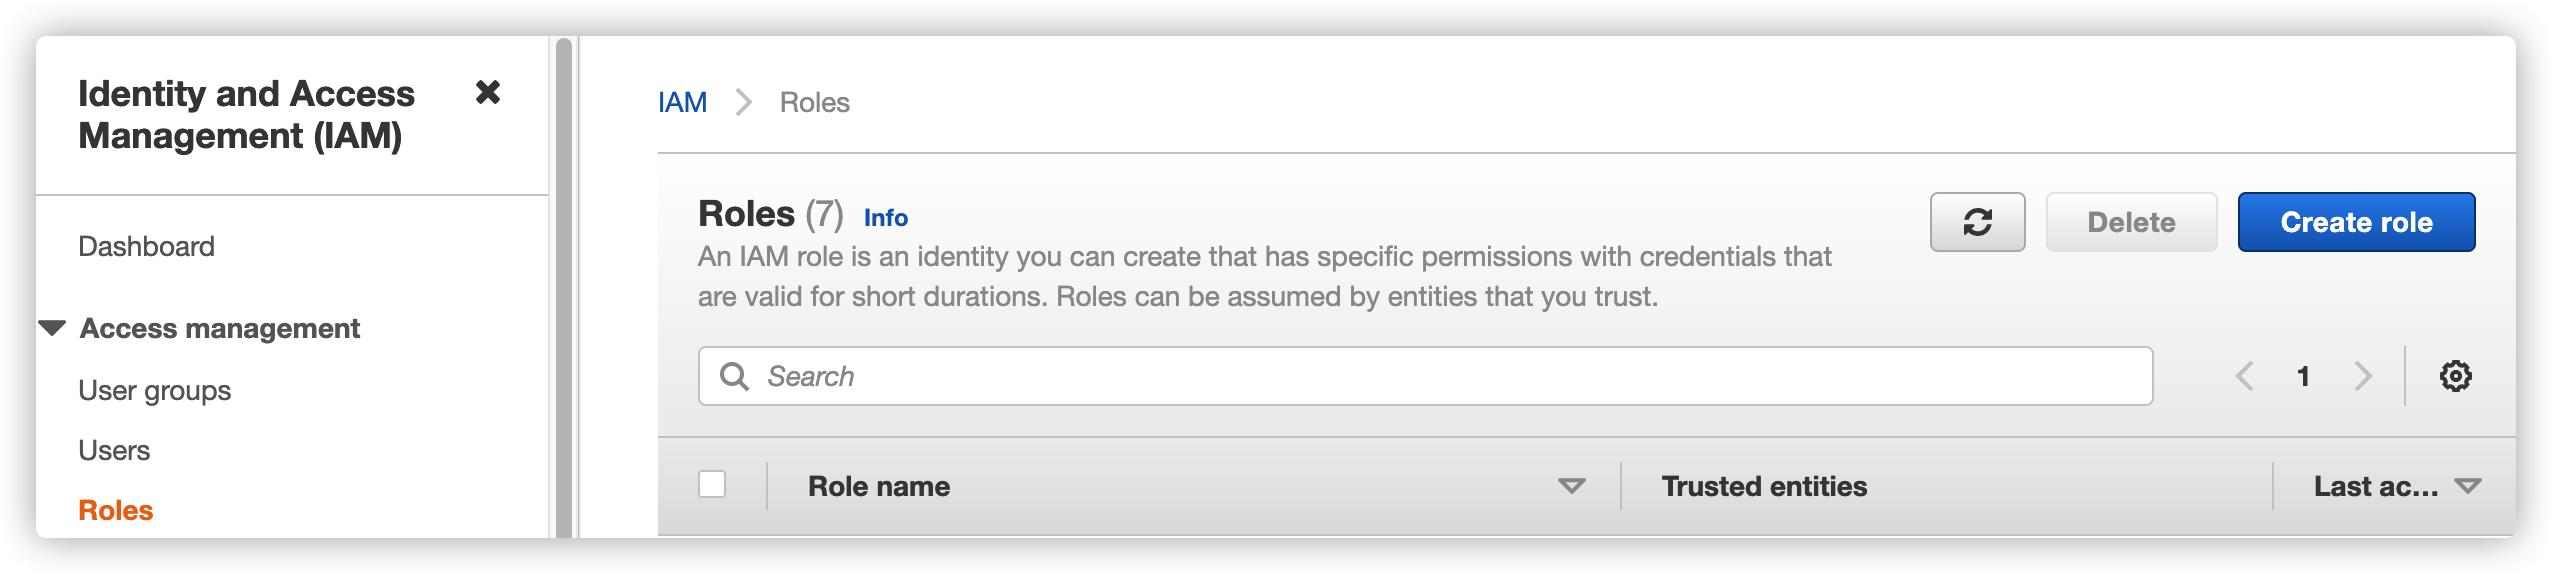 Identity and Access
Management (IAM)
Dashboard
Access management
User groups
Users
Roles
IAM > Roles
Roles (7) Info
An IAM role is an identity you can create that has specific permissions with credentials that
are valid for short durations. Roles can be assumed by entities that you trust.
Delete
Create role
Search
1
Role name
Trusted entities
Last ac...